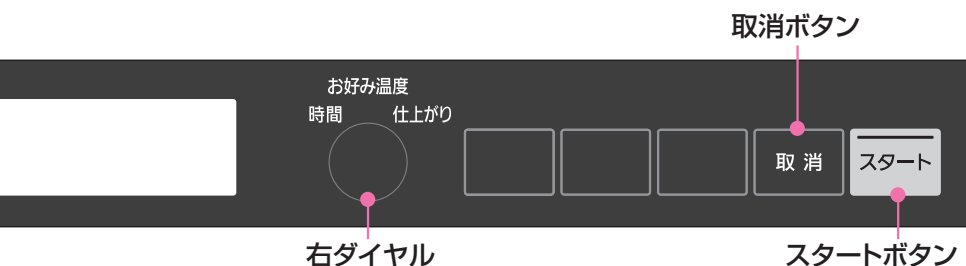 取消ボタン
お好み温度
時間 仕上がり
取消
スタート
右ダイヤル
スタートボタン